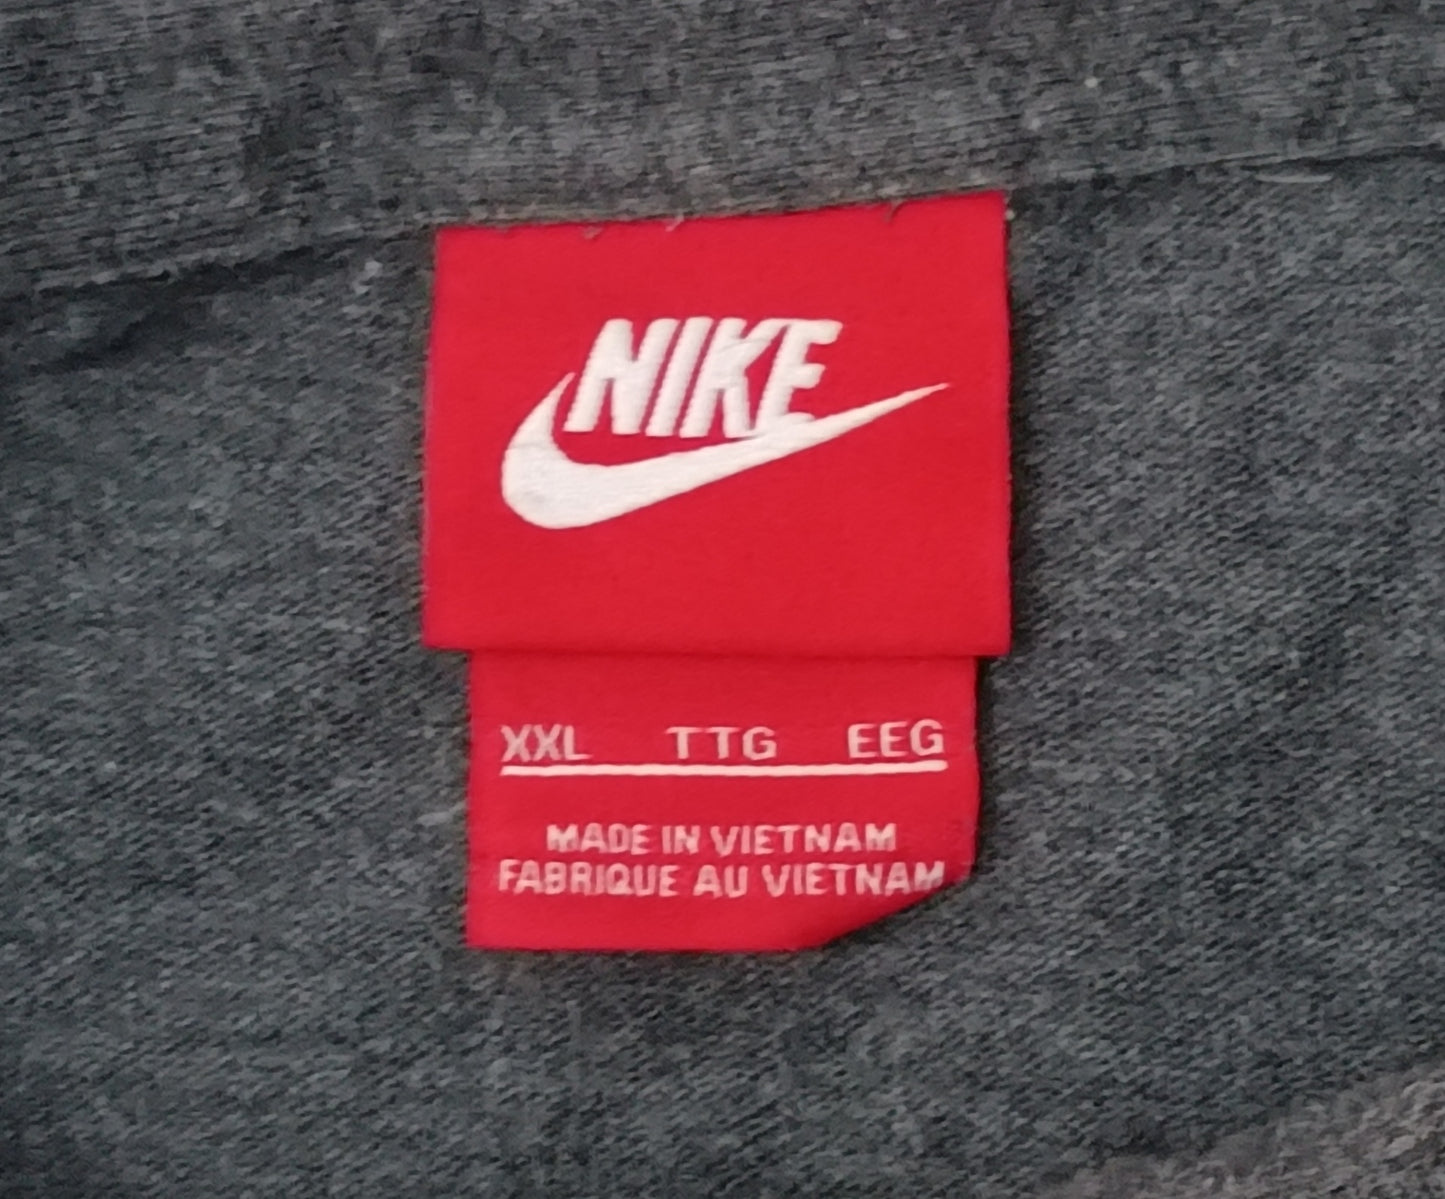 NIKE
XXL TTG EEG
MADE IN VIETNAM
FABRIQUE AU VIETNAM